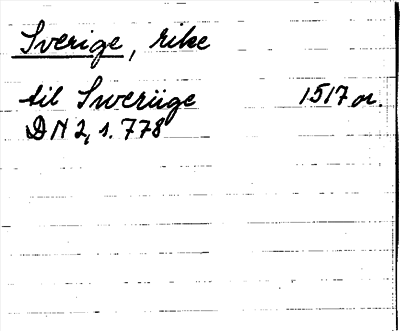 Sverige, rike
til Sweriige 1517 or.
DN 2, s. 778